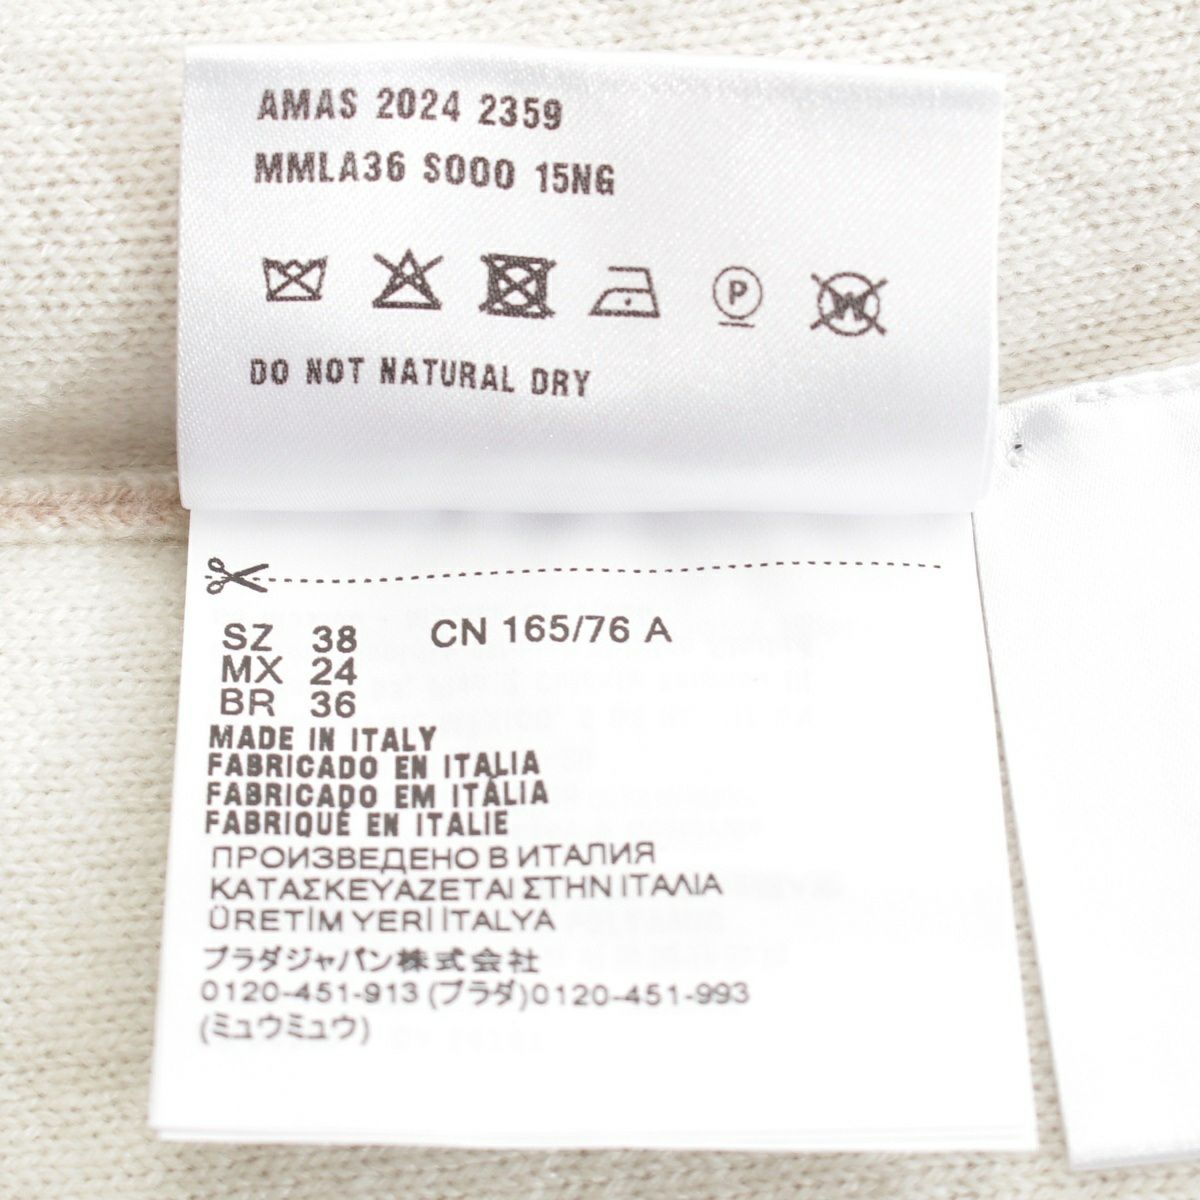 AMAS 2024 2359
MMLA36 S000 15NG
P W
DO NOT NATURAL DRY
SZ 38 CN 165/76 A
MX 24
BR 36
MADE IN ITALY
FABRICADO EN ITALIA
FABRICADO EM ITÁLIA
FABRIQUÉ EN ITALIE
ПРОИЗВЕДЕНО В ИТАЛИЯ
ΚΑΤΑΣΚΕΥΑΖΕΤΑΙ ΣΤΗΝ ΙΤΑΛΙΑ
ÜRETİM YERİ İTALYA
プラダジャパン株式会社
0120-451-913 (プラダ)0120-451-993
(ミュウミュウ)